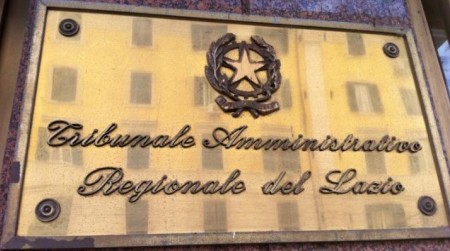 Tribunale Amministrativo
Regionale del Lazio